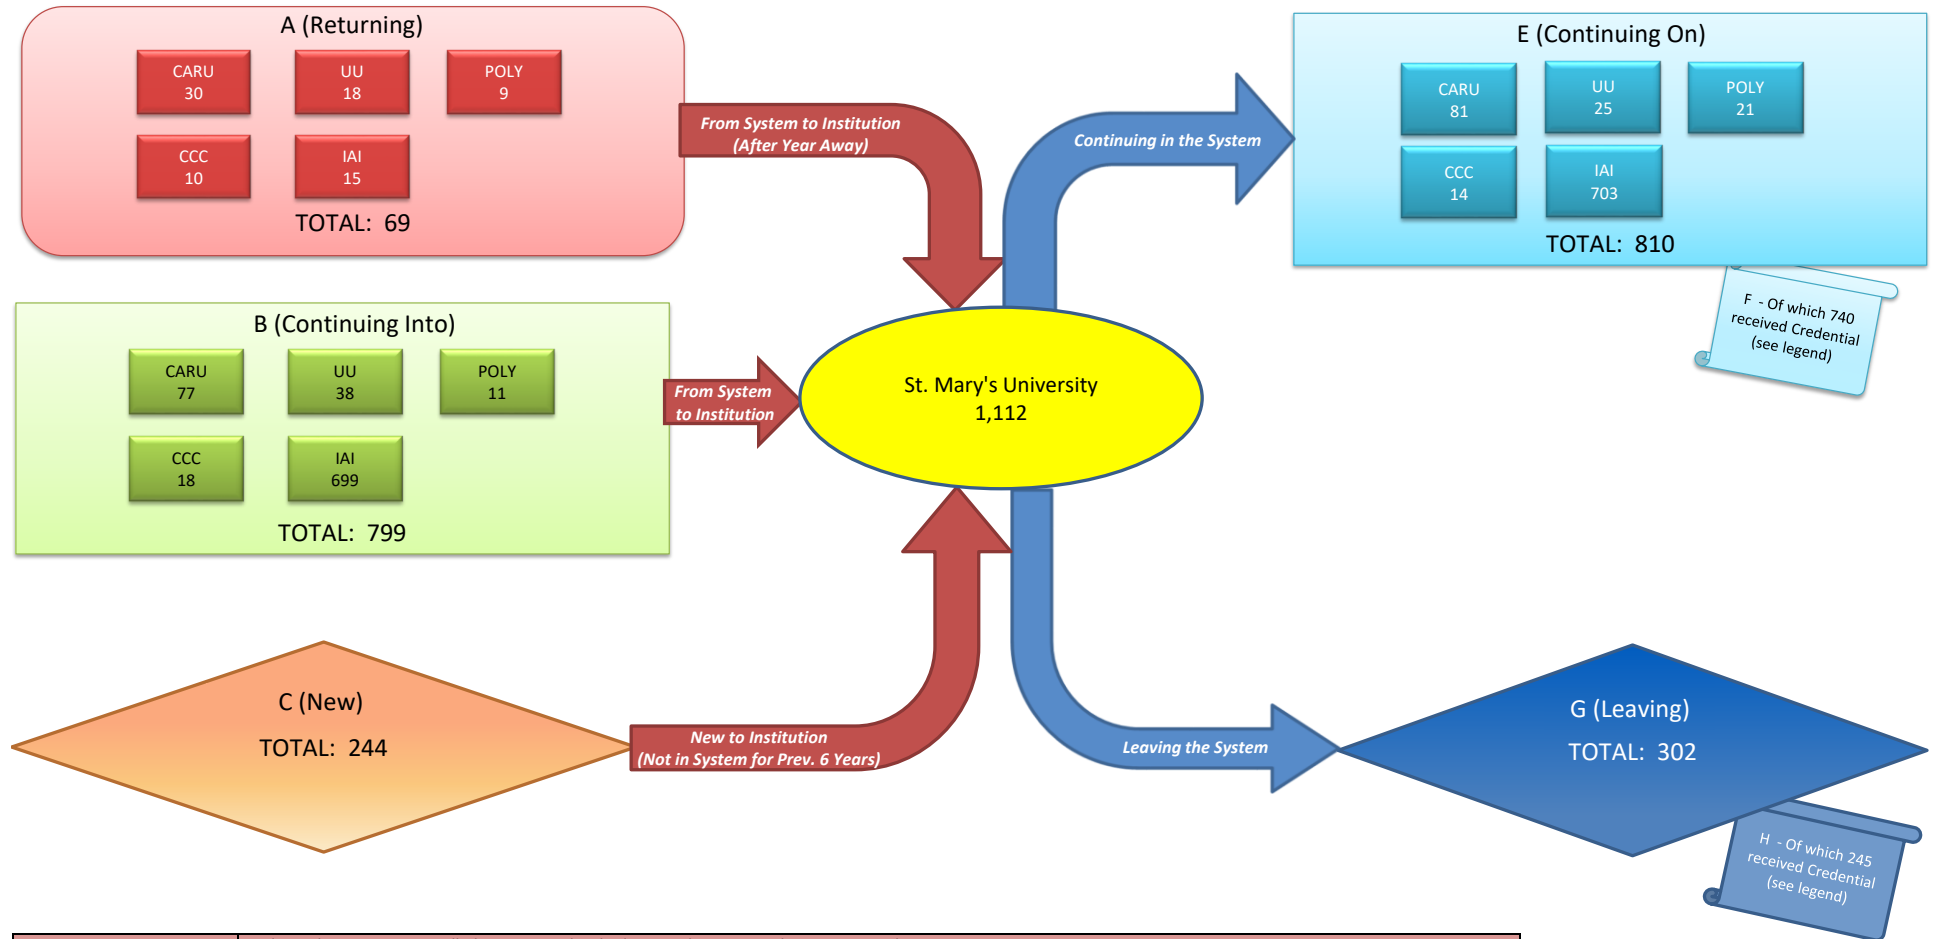 A (Returning)
CARU
30
UU
18
POLY
9
CCC
10
IAI
15
TOTAL:  69
From System to Institution
(After Year Away)
B (Continuing Into)
CARU
77
UU
38
POLY
11
CCC
18
IAI
699
TOTAL:  799
From System
to Institution
C (New)
TOTAL:  244
New to Institution
(Not in System for Prev. 6 Years)
St. Mary's University
1,112
Continuing in the System
E (Continuing On)
CARU
81
UU
25
POLY
21
CCC
14
IAI
703
TOTAL:  810
F  - Of which 740
received Credential
(see legend)
Leaving the System
G (Leaving)
TOTAL:  302
H  - Of which 245
received Credential
(see legend)